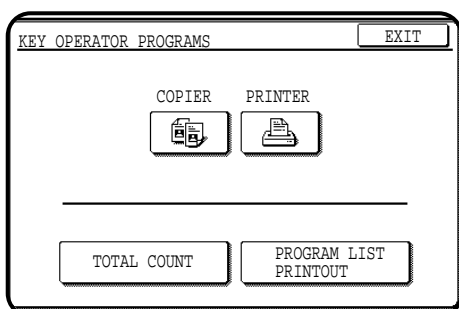 KEY OPERATOR PROGRAMS
EXIT
COPIER
PRINTER
TOTAL COUNT
PROGRAM LIST
PRINTOUT